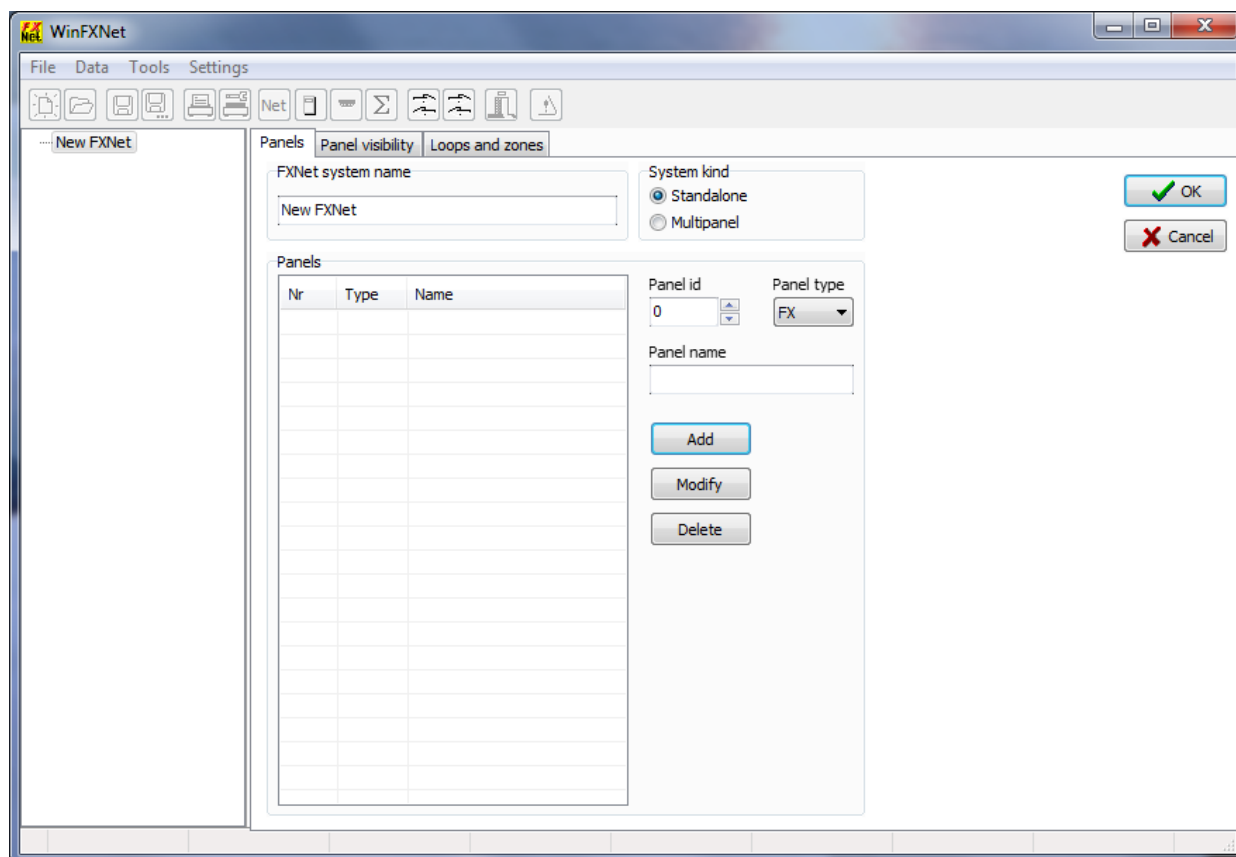 FX Net WinFXNet
File Data Tools Settings
Net Σ
New FXNet
Panels Panel visibility Loops and zones
FXNet system name
New FXNet
System kind
Standalone
Multipanel
OK
Cancel
Panels
Nr Type Name
Panel id Panel type
0 FX
Panel name
Add
Modify
Delete